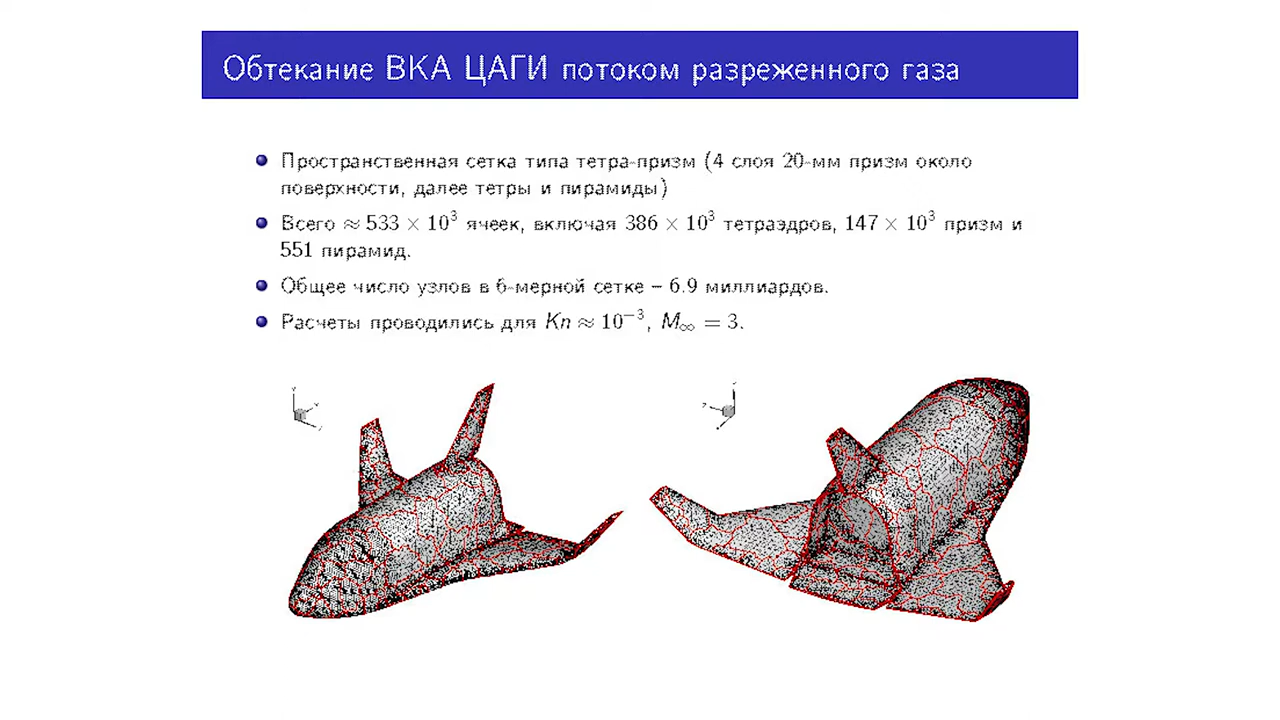 Обтекание ВКА ЦАГИ потоком разреженного газа
Пространственная сетка типа тетра-призм (4 слоя 20-мм призм около
поверхности, далее тетры и пирамиды)
Всего ≈ 533 × 10³ ячеек, включая 386 × 10³ тетраэдров, 147 × 10³ призм и
551 пирамид.
Общее число узлов в 6-мерной сетке – 6.9 миллиардов.
Расчеты проводились для Kn ≈ 10⁻³, M∞ = 3.